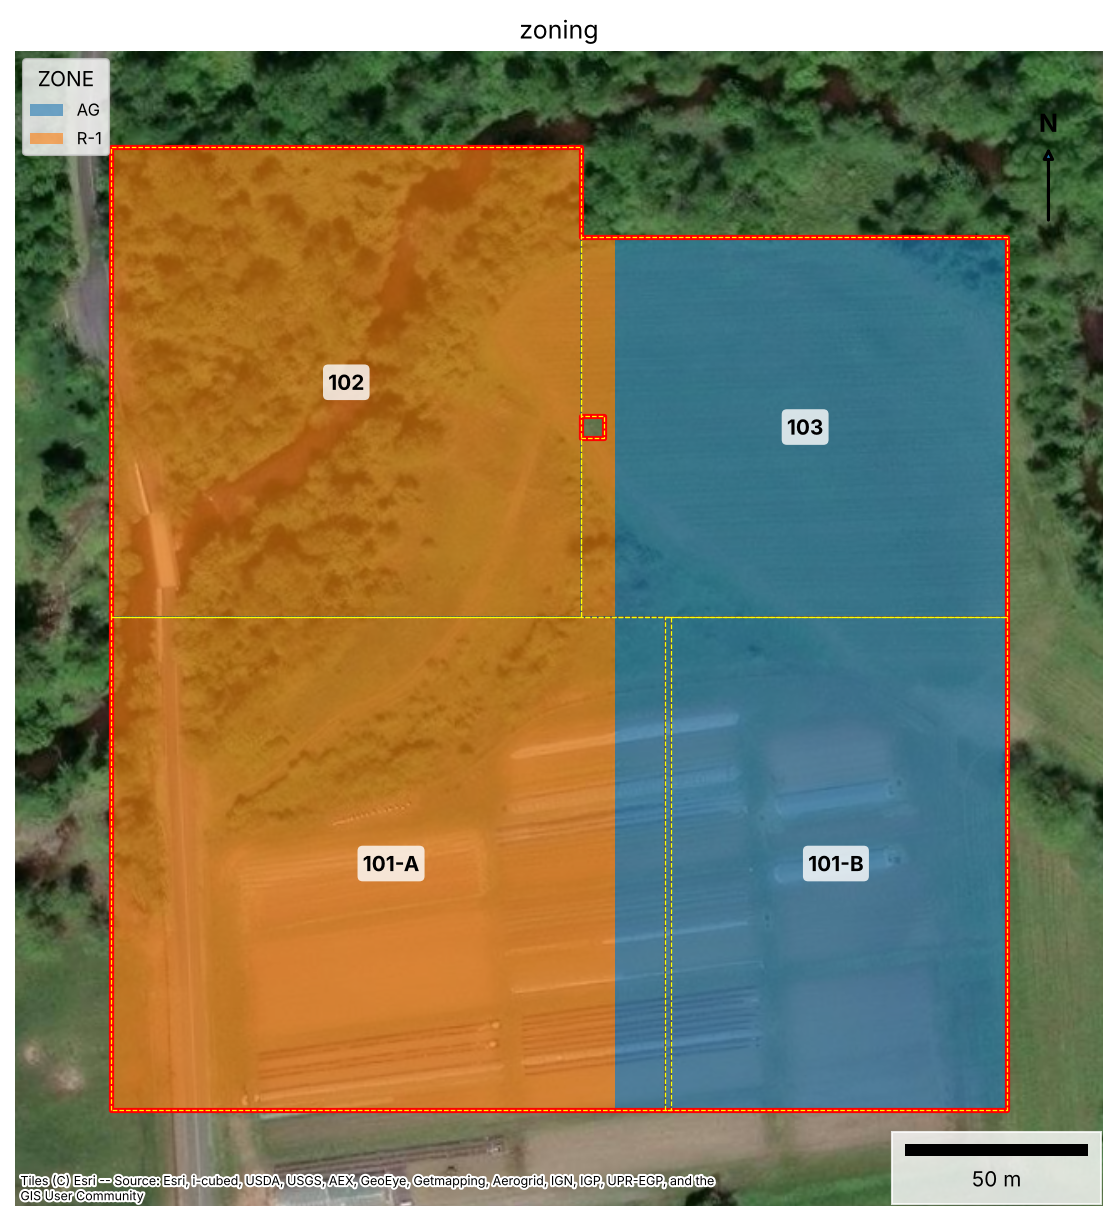 zoning
ZONE
AG
R-1
N
102
103
101-A
101-B
50 m
Tiles (C) Esri -- Source: Esri, i-cubed, USDA, USGS, AEX, GeoEye, Getmapping, Aerogrid, IGN, IGP, UPR-EGP, and the
GIS User Community